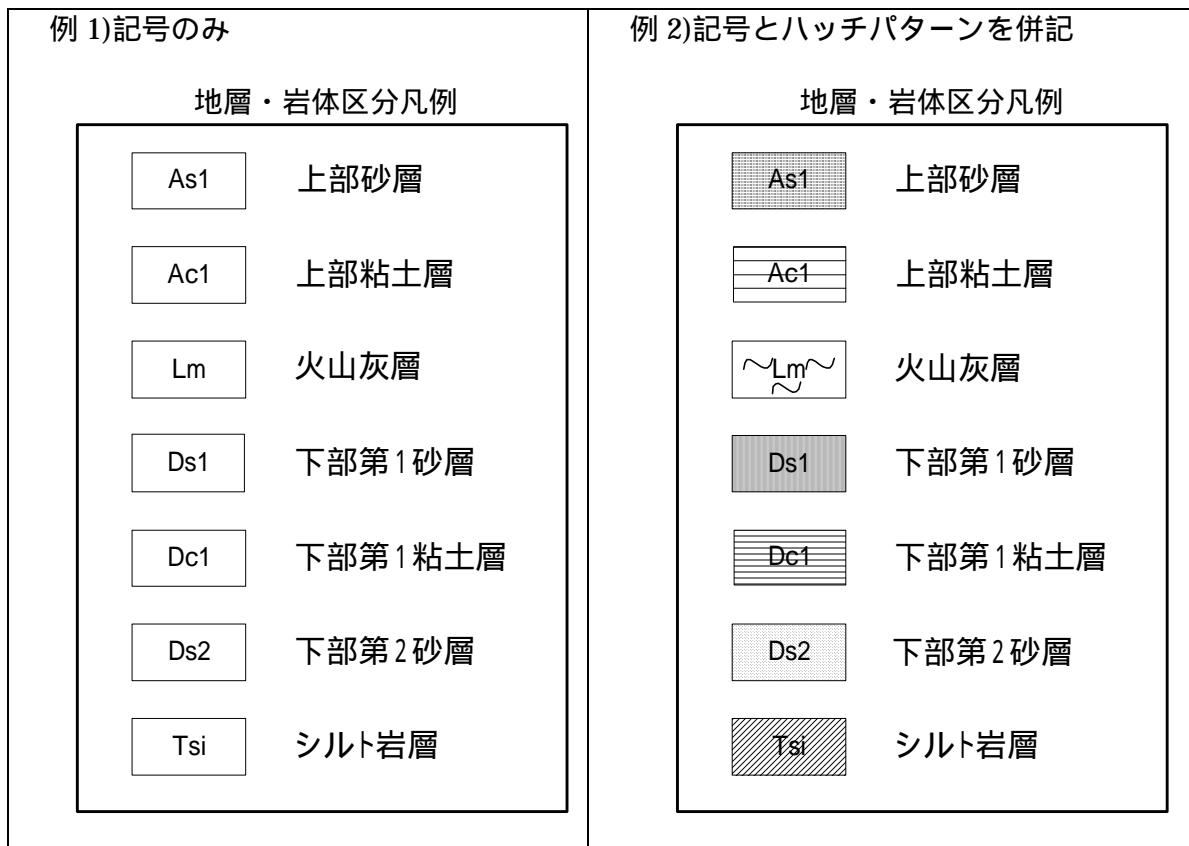 例 1)記号のみ
地層・岩体区分凡例
As1 上部砂層
Ac1 上部粘土層
Lm 火山灰層
Ds1 下部第1砂層
Dc1 下部第1粘土層
Ds2 下部第2砂層
Tsi シルト岩層
例 2)記号とハッチパターンを併記
地層・岩体区分凡例
As1 上部砂層
Ac1 上部粘土層
Lm 火山灰層
Ds1 下部第1砂層
Dc1 下部第1粘土層
Ds2 下部第2砂層
Tsi シルト岩層